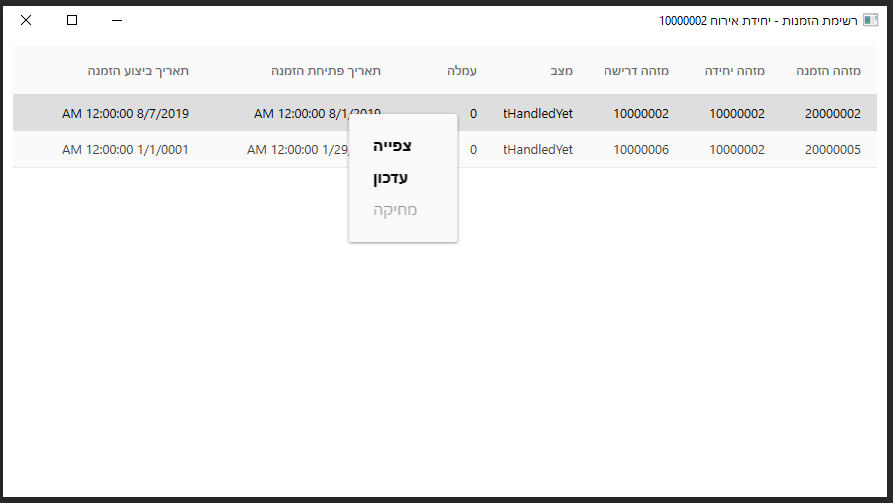 רשימת הזמנות - יחידת אירוח 10000002
מזהה הזמנה מזהה יחידה מזהה דרישה מצב עמלה תאריך פתיחת הזמנה תאריך ביצוע הזמנה
20000002 10000002 10000002 tHandledYet 0 8/1/2019 12:00:00 AM 8/7/2019 12:00:00 AM
20000005 10000002 10000006 tHandledYet 0 1/29/ 12:00:00 AM 1/1/0001 12:00:00 AM
צפייה
עדכון
מחיקה